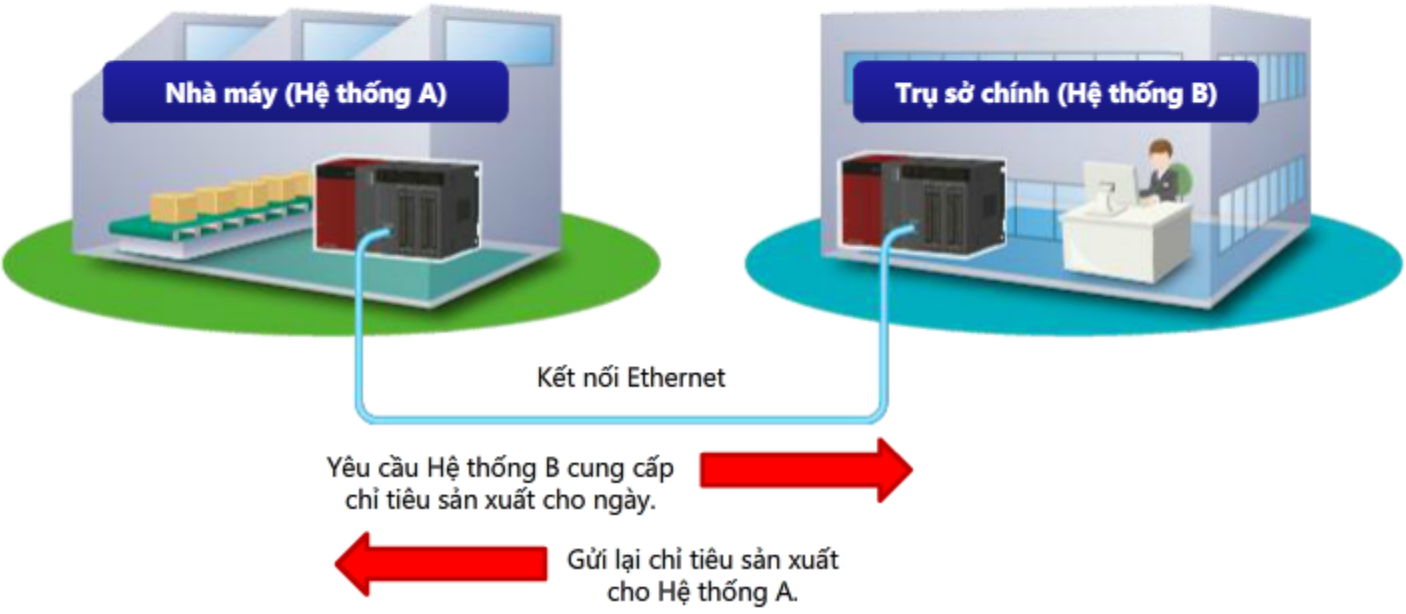 Nhà máy (Hệ thống A)
Trụ sở chính (Hệ thống B)
Kết nối Ethernet
Yêu cầu Hệ thống B cung cấp
chỉ tiêu sản xuất cho ngày.
Gửi lại chỉ tiêu sản xuất
cho Hệ thống A.